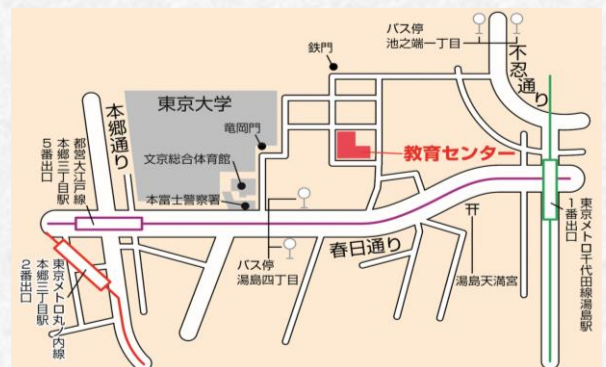 バス停
池之端一丁目
不忍通り
鉄門
本郷通り
東京大学
竜岡門
文京総合体育館
本富士警察署
教育センター
都営大江戸線
本郷三丁目駅
5番出口
東京メトロ丸ノ内線
本郷三丁目駅
2番出口
バス停
湯島四丁目
春日通り
湯島天満宮
東京メトロ千代田線湯島駅
1番出口